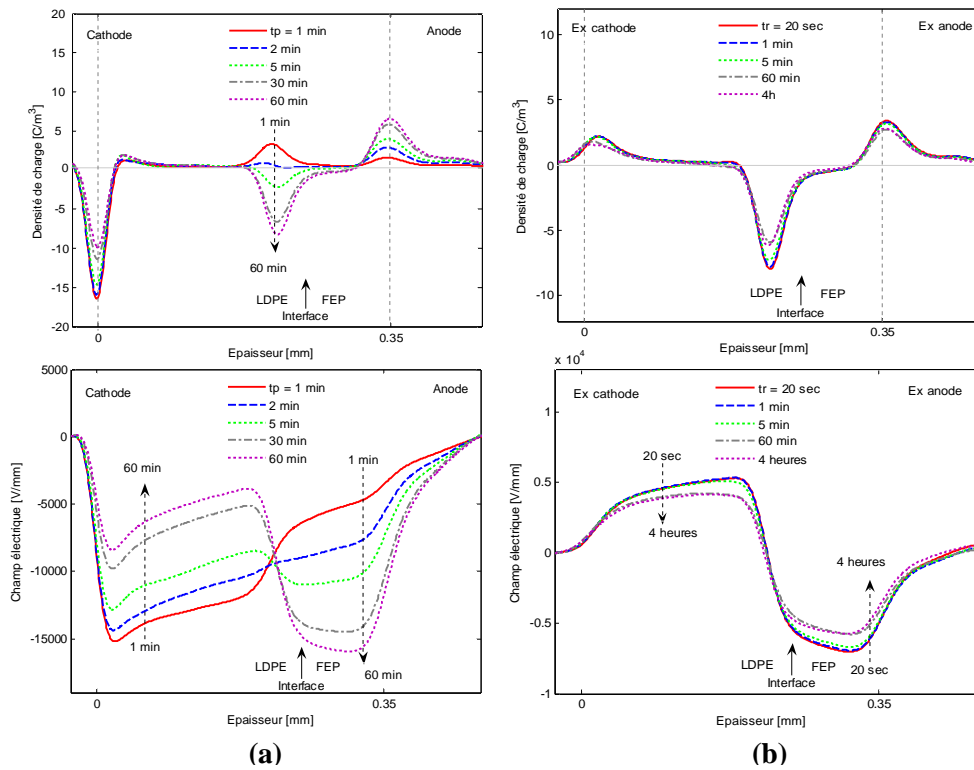 Cathode
Anode
tp = 1 min
2 min
5 min
30 min
60 min
1 min
60 min
LDPE
FEP
Interface
Densité de charge [C/m³]
20
15
10
5
0
-5
-10
-15
-20
0
0.35
Epaisseur [mm]
Ex cathode
Ex anode
tr = 20 sec
1 min
5 min
60 min
4h
LDPE
FEP
Interface
Densité de charge [C/m³]
10
5
0
-5
-10
0
0.35
Epaisseur [mm]
Cathode
Anode
tp = 1 min
2 min
5 min
30 min
60 min
60 min
1 min
1 min
60 min
LDPE
FEP
Interface
Champ électrique [V/mm]
5000
0
-5000
-10000
-15000
0
0.35
Epaisseur [mm]
(a)
x 10⁴
Ex cathode
Ex anode
tr = 20 sec
1 min
5 min
60 min
4 heures
20 sec
4 heures
4 heures
20 sec
LDPE
FEP
Interface
Champ électrique [V/mm]
1
0.5
0
-0.5
-1
0
0.35
Epaisseur [mm]
(b)